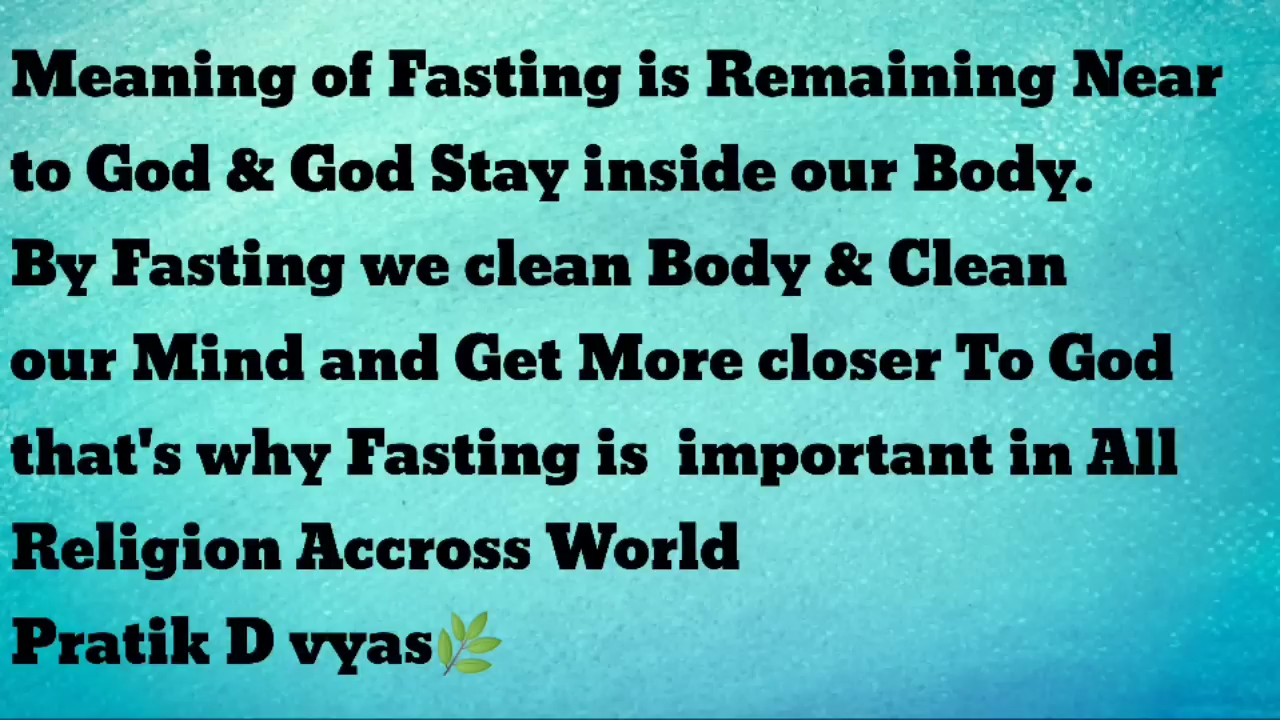 Meaning of Fasting is Remaining Near
to God & God Stay inside our Body.
By Fasting we clean Body & Clean
our Mind and Get More closer To God
that's why Fasting is  important in All
Religion Accross World
Pratik D vyas🌿